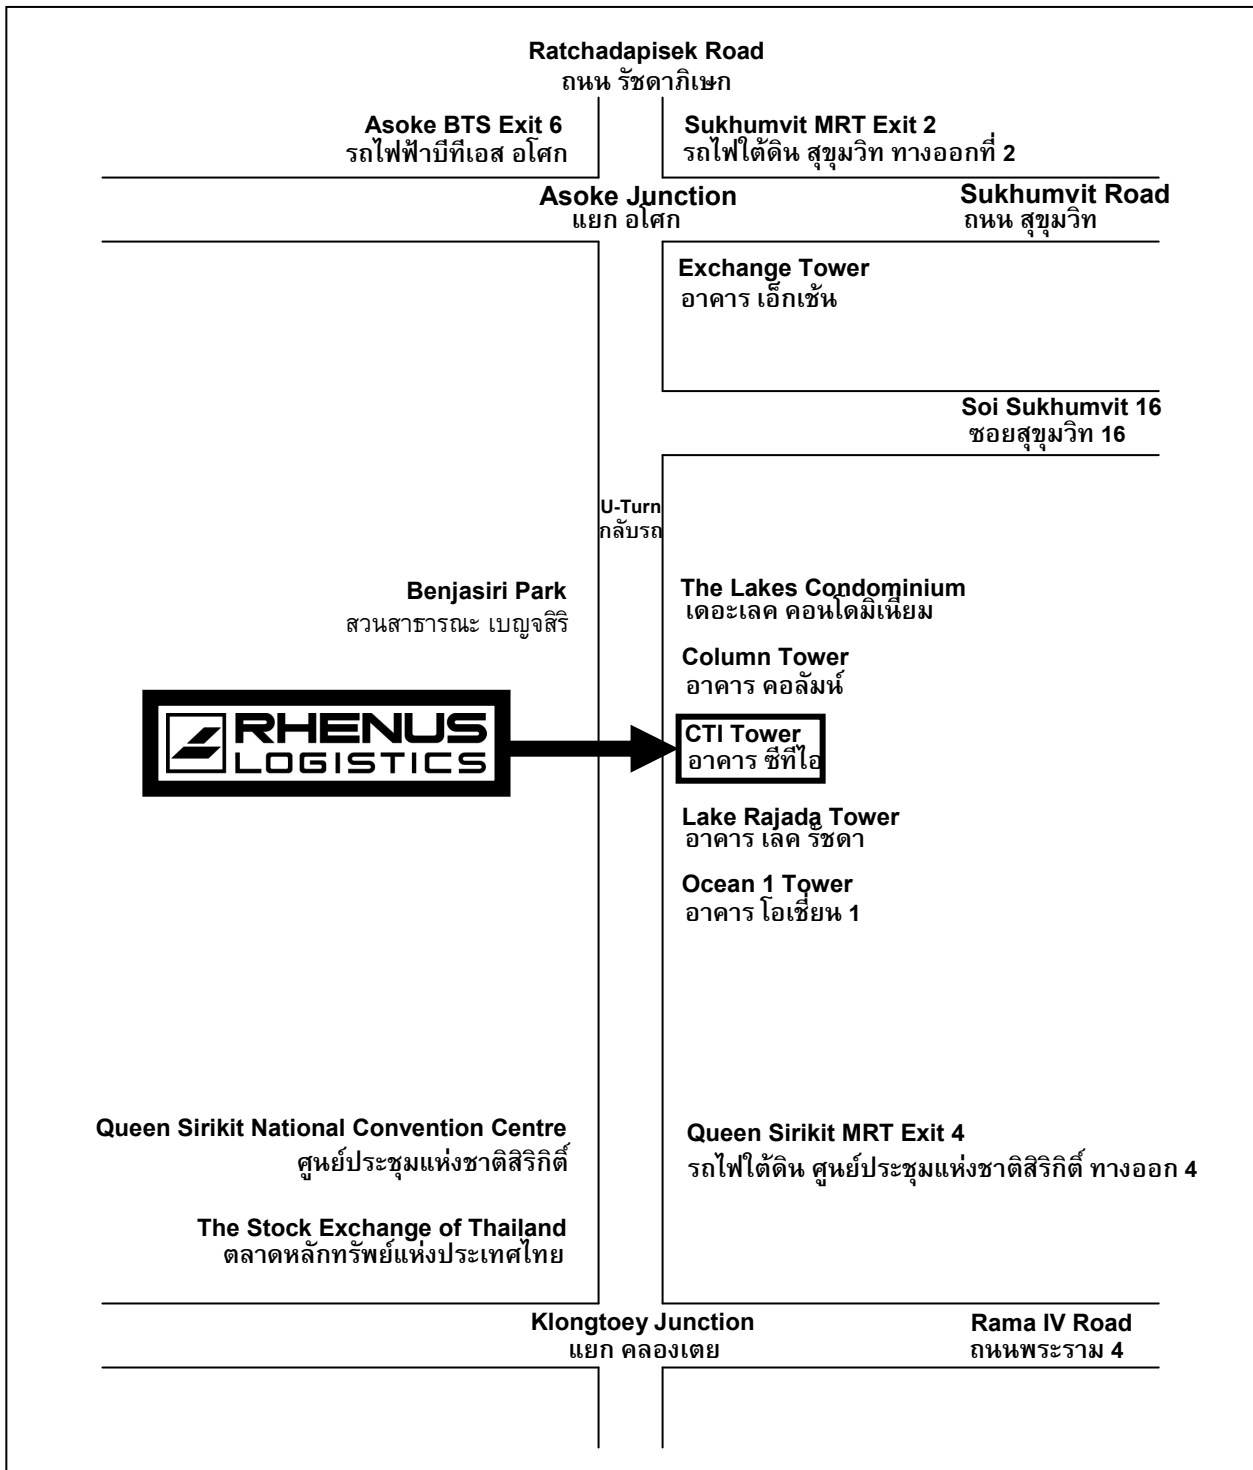 Ratchadapisek Road
ถนน รัชดาภิเษก
Asoke BTS Exit 6
รถไฟฟ้าบีทีเอส อโศก
Sukhumvit MRT Exit 2
รถไฟใต้ดิน สุขุมวิท ทางออกที่ 2
Asoke Junction
แยก อโศก
Sukhumvit Road
ถนน สุขุมวิท
Exchange Tower
อาคาร เอ็กเช้น
Soi Sukhumvit 16
ซอยสุขุมวิท 16
U-Turn
กลับรถ
Benjasiri Park
สวนสาธารณะ เบญจสิริ
The Lakes Condominium
เดอะเลค คอนโดมิเนียม
Column Tower
อาคาร คอลัมน์
RHENUS
LOGISTICS
CTI Tower
อาคาร ซีทีไอ
Lake Rajada Tower
อาคาร เลค รัชดา
Ocean 1 Tower
อาคาร โอเชี่ยน 1
Queen Sirikit National Convention Centre
ศูนย์ประชุมแห่งชาติสิริกิติ์
Queen Sirikit MRT Exit 4
รถไฟใต้ดิน ศูนย์ประชุมแห่งชาติสิริกิติ์ ทางออก 4
The Stock Exchange of Thailand
ตลาดหลักทรัพย์แห่งประเทศไทย
Klongtoey Junction
แยก คลองเตย
Rama IV Road
ถนนพระราม 4